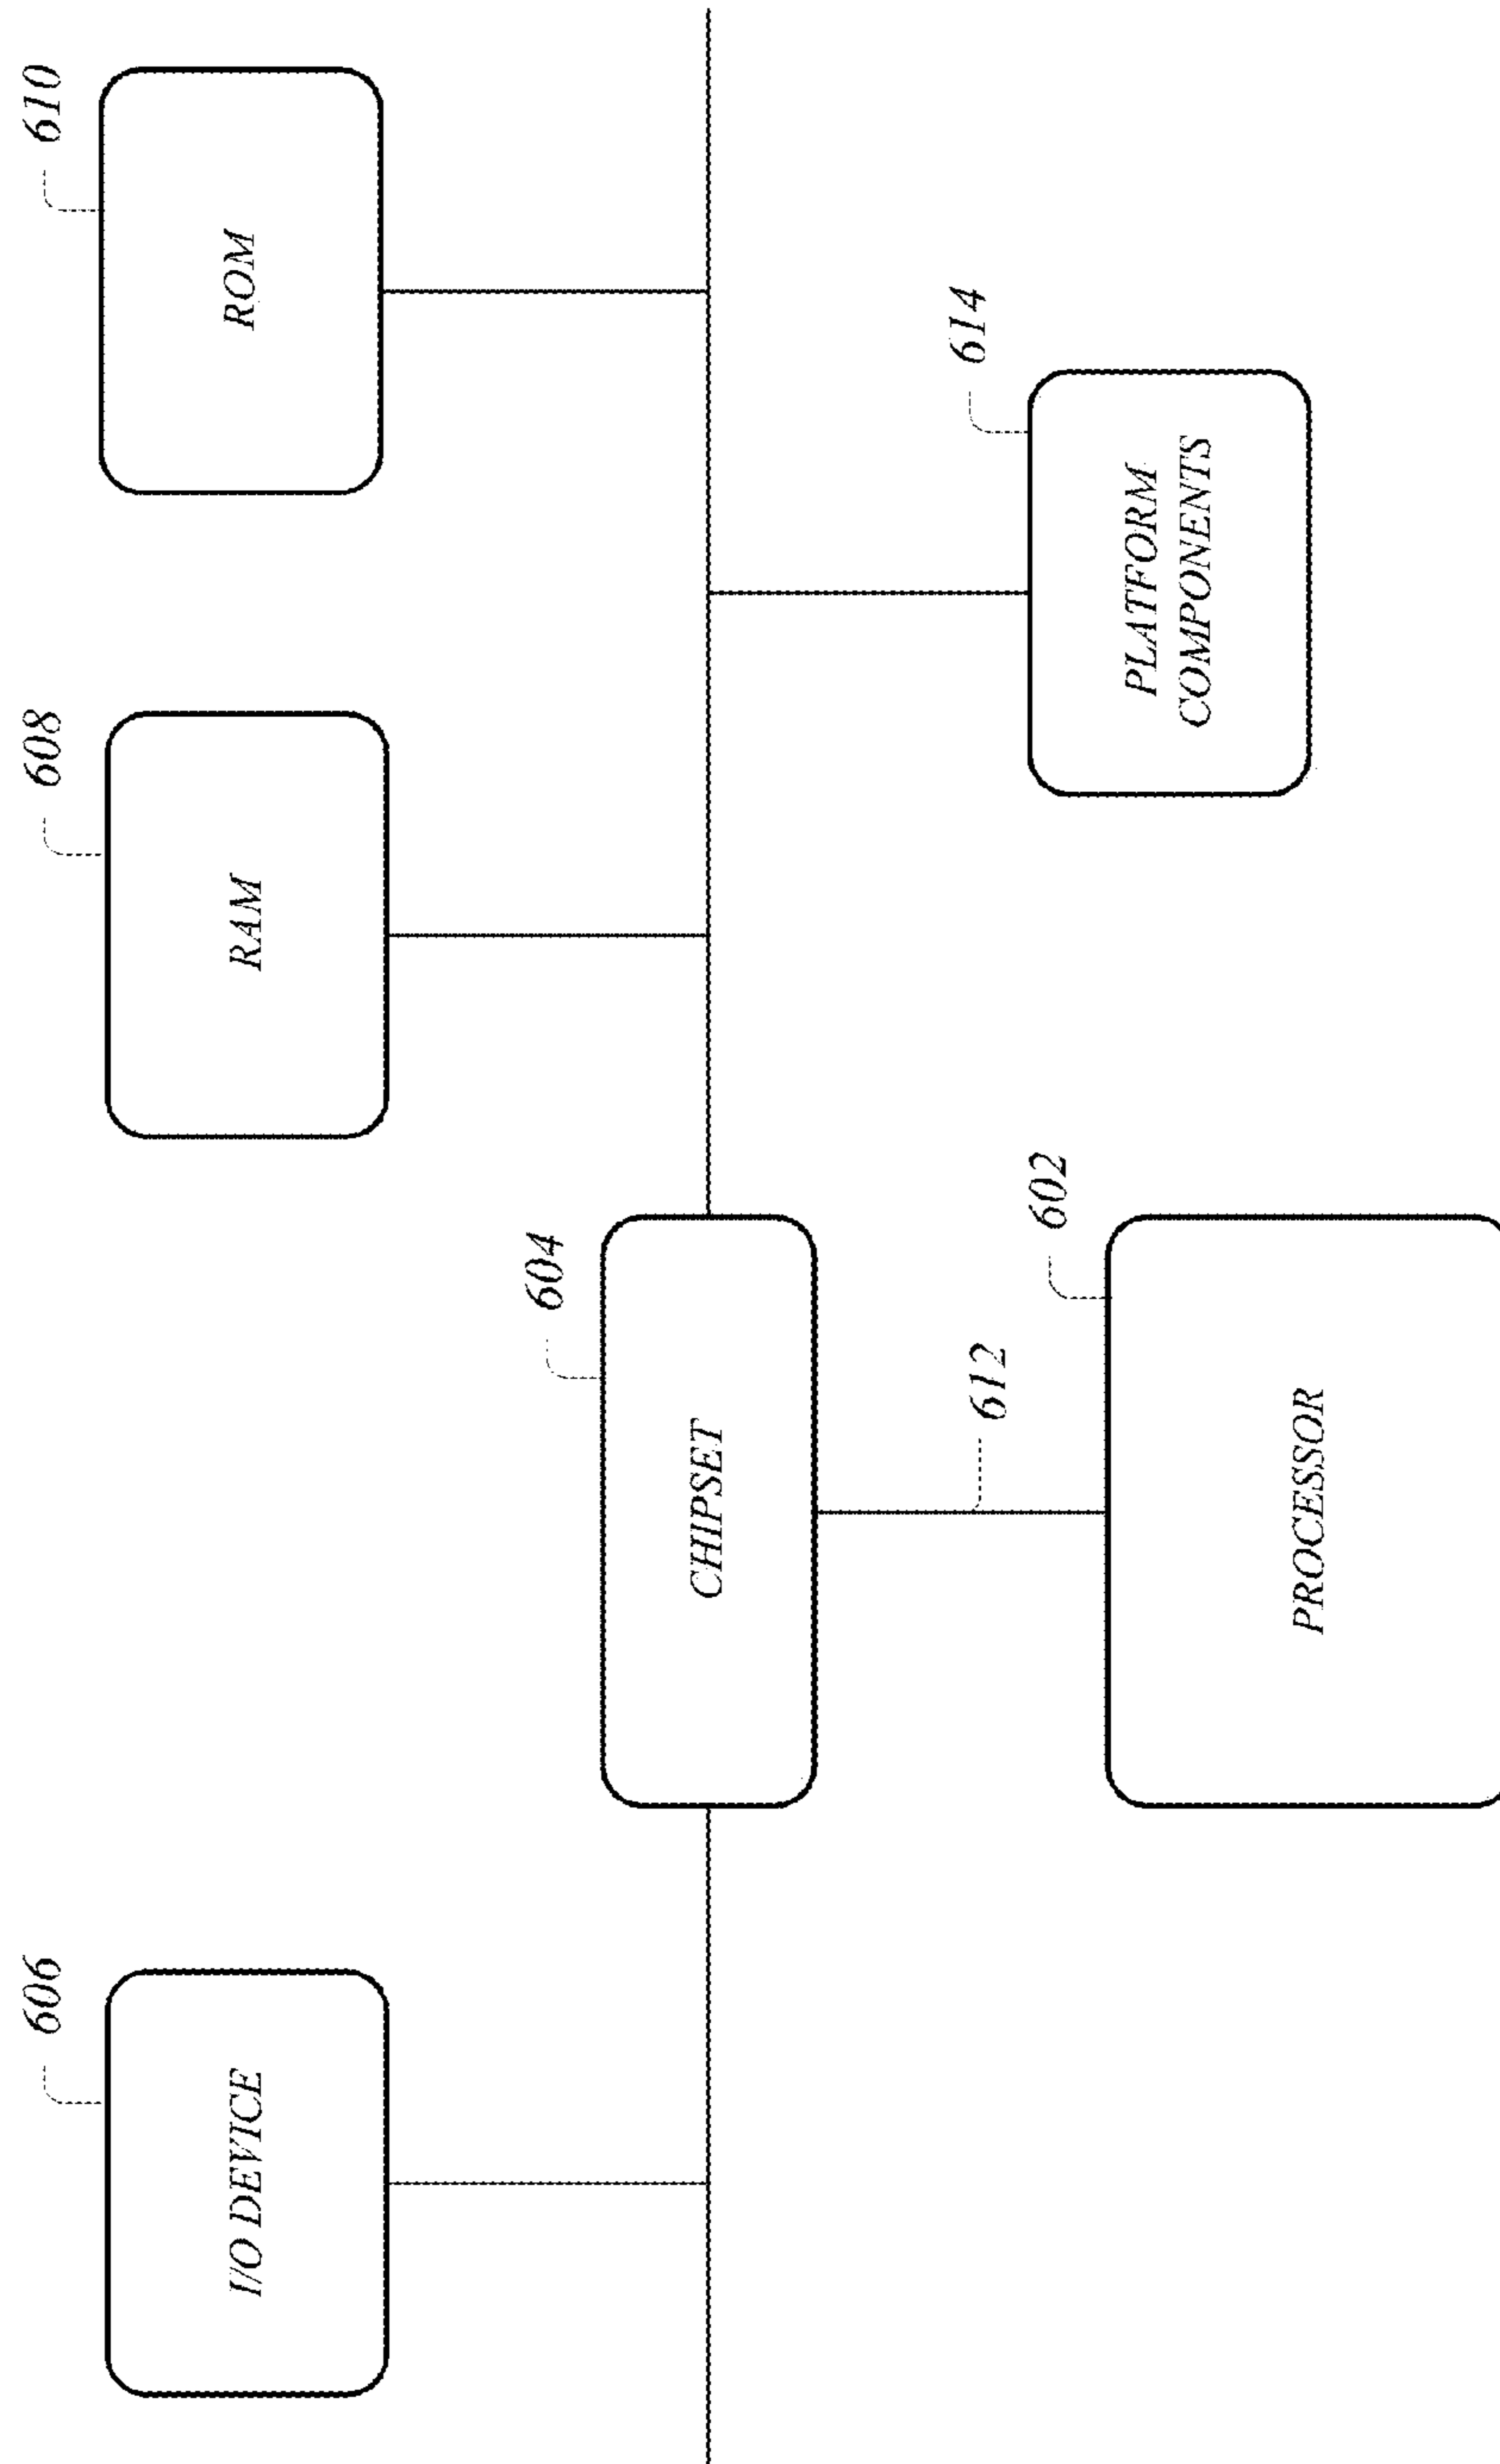 606
I/O DEVICE
608
RAM
610
ROM
604
CHIPSET
612
602
PROCESSOR
614
PLATFORM
COMPONENTS